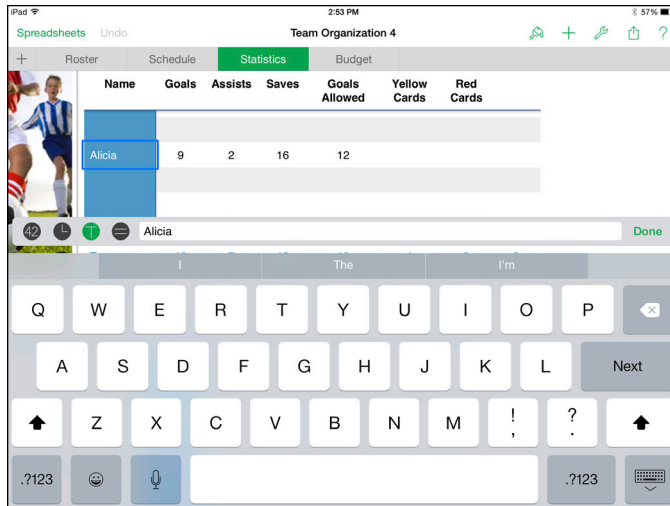 iPad 2:53 PM 57%
Spreadsheets Undo Team Organization 4 ?
+ Roster Schedule Statistics Budget
Name Goals Assists Saves Goals Allowed Yellow Cards Red Cards
Alicia 9 2 16 12
42 T = Alicia Done
I The I'm
Q W E R T Y U I O P
A S D F G H J K L Next
Z X C V B N M ! , ? .
.?123 .?123